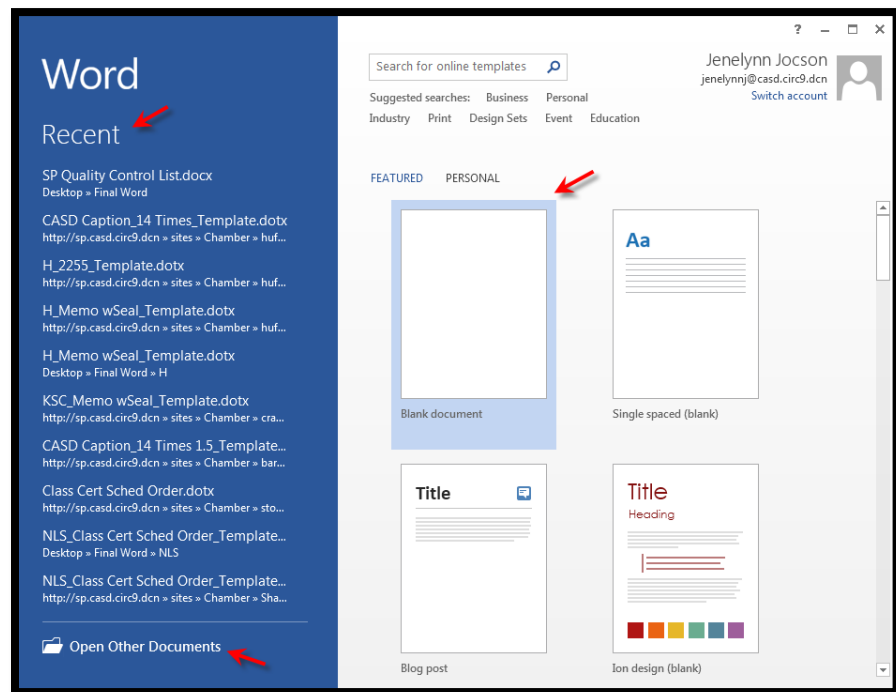 ?
Word
Recent
SP Quality Control List.docx
Desktop » Final Word
CASD Caption_14 Times_Template.dotx
http://sp.casd.circ9.dcn » sites » Chamber » huf...
H_2255_Template.dotx
http://sp.casd.circ9.dcn » sites » Chamber » huf...
H_Memo wSeal_Template.dotx
http://sp.casd.circ9.dcn » sites » Chamber » huf...
H_Memo wSeal_Template.dotx
Desktop » Final Word » H
KSC_Memo wSeal_Template.dotx
http://sp.casd.circ9.dcn » sites » Chamber » cra...
CASD Caption_14 Times 1.5_Template...
http://sp.casd.circ9.dcn » sites » Chamber » bar...
Class Cert Sched Order.dotx
http://sp.casd.circ9.dcn » sites » Chamber » sto...
NLS_Class Cert Sched Order_Template...
Desktop » Final Word » NLS
NLS_Class Cert Sched Order_Template...
http://sp.casd.circ9.dcn » sites » Chamber » Sha...
Open Other Documents
Search for online templates
Suggested searches: Business Personal
Industry Print Design Sets Event Education
Jenelynn Jocson
jenelynnj@casd.circ9.dcn
Switch account
FEATURED PERSONAL
Blank document
Aa
Single spaced (blank)
Title
Blog post
Title
Heading
Ion design (blank)